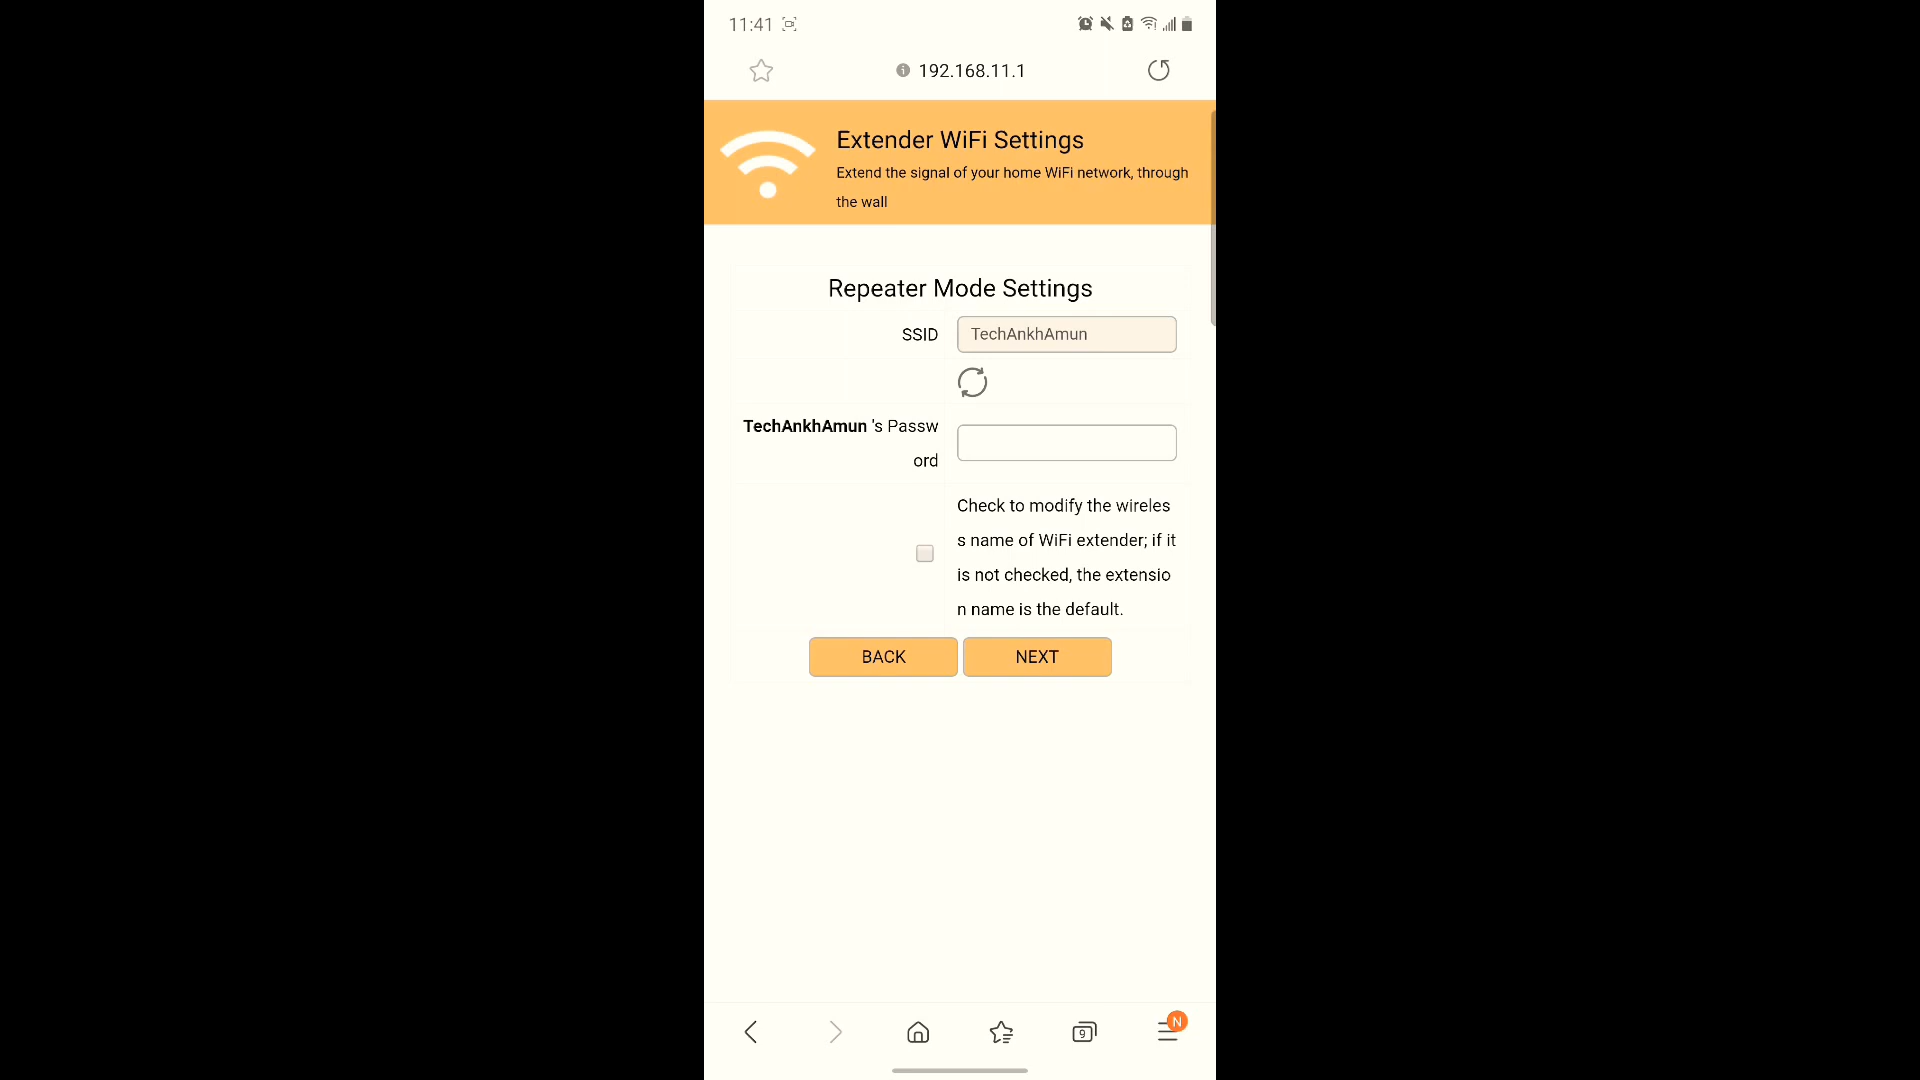 11:41
192.168.11.1
Extender WiFi Settings
Extend the signal of your home WiFi network, through
the wall
Repeater Mode Settings
SSID TechAnkhAmun
TechAnkhAmun 's Passw
ord
Check to modify the wireles
s name of WiFi extender; if it
is not checked, the extensio
n name is the default.
BACK NEXT
9 N